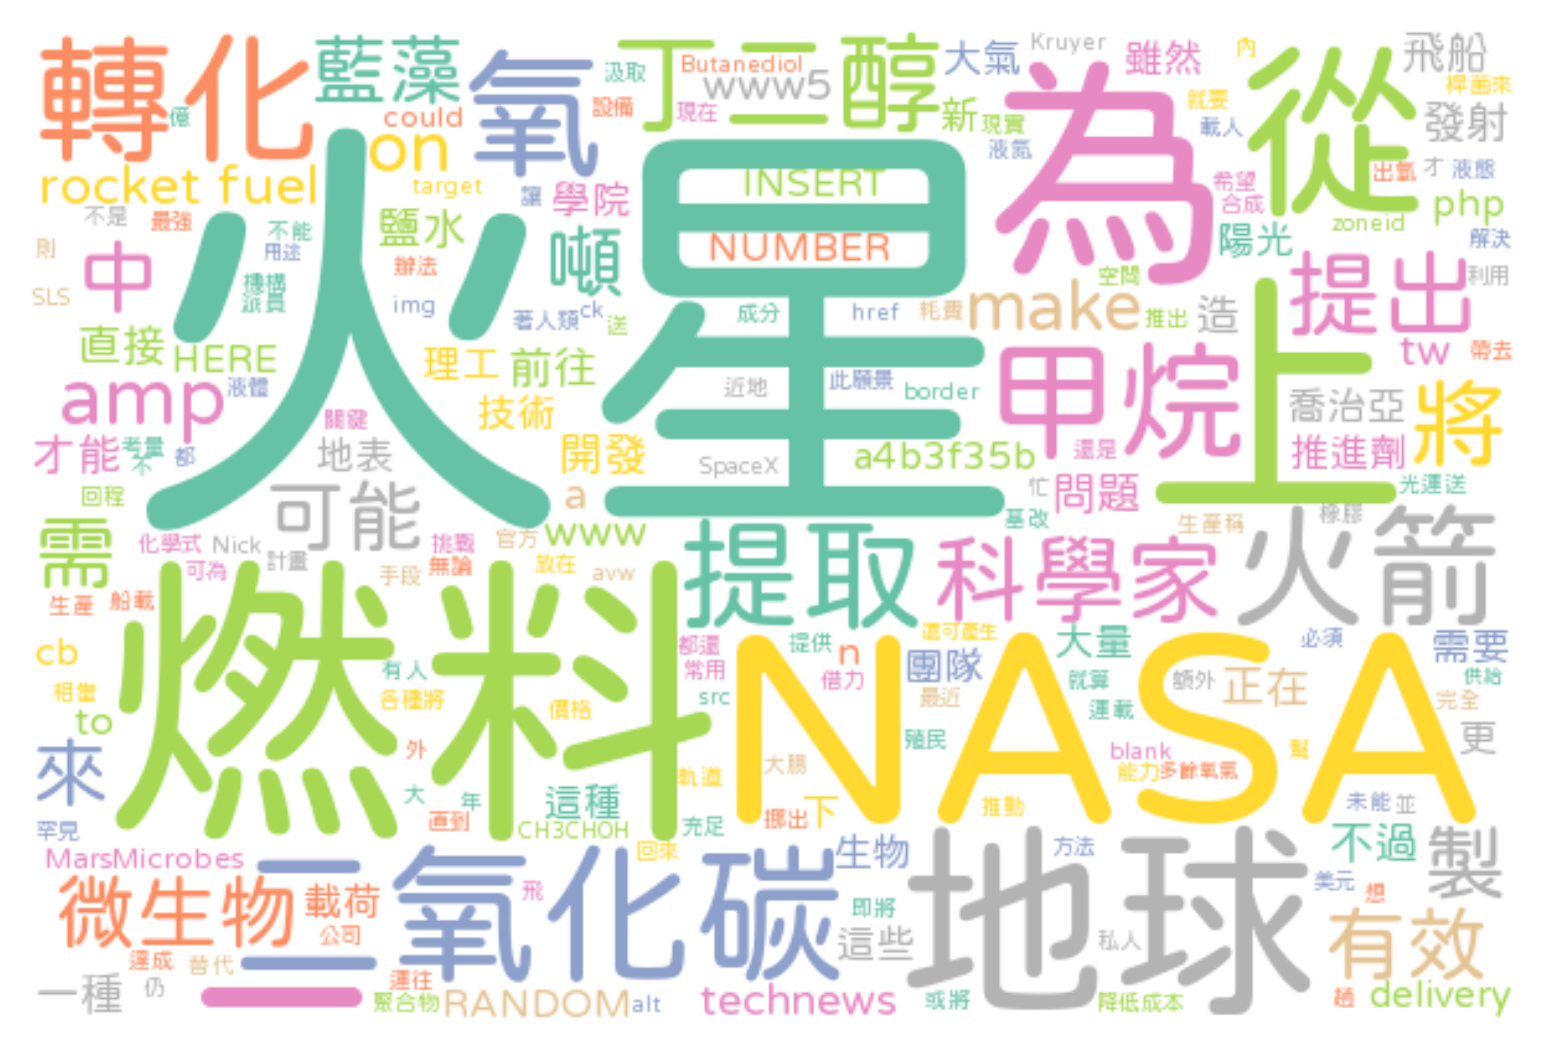 轉化 藍藻 氧 汲取 丁二醇 Butanediol www5 大氣 Kruyer 雖然 內 從 飛船
億 could 設備 現在 新 現實 為 就要 載人 桿菌來 發射
on 液氮 出氫 才 液態
rocket fuel target 讓 學院 INSERT 希望 合成 php
不是 最強 不能 鹽水 噸 NUMBER 陽光 zoneid 解決
則 中 用途 辦法 火星 空間 提出 利用
SLS 樓構 派員 img 著人類 ck 送 成分 href 耗費 make 推出 造 上
直接 HERE 理工 前往 甲烷 tw 帶去
amp 液體 技術 近地 此願景 border 喬治亞 將
才能 考量 不 都 關鍵 地表 開發 SpaceX a4b3f35b 還是 推進劑
回程 可能 a 忙 問題 光運送
需 www 提取 基改 生產稱 橡膠 火箭
化學式 Nick 計畫 挑戰 官方 科學家
可為 手段 無論 放在 avw
生產 船載 燃料 NASA
cb 有人 都還 提供 n 還可產生 大量 必須 需要
相當 各種將 常用 借力 團隊 就算 額外 正在 供給
to 價格 src 最近 運載 完全
來 外 殖民 blank 幫 更
大 年 軌道 大腸 能力 多餘氧氣
罕見 直到 這種 CH3CHOH 充足 挪出 下 推動 未能 並
MarsMicrobes 二氧化碳 回來 生物 地球 方法 不過 製
微生物 載荷 飛 即將 美元 想
公司 這些 私人 有效
達成 替代 運往
一種 仍 一 聚合物 RANDOM alt technews 或將 降低成本 趟 delivery